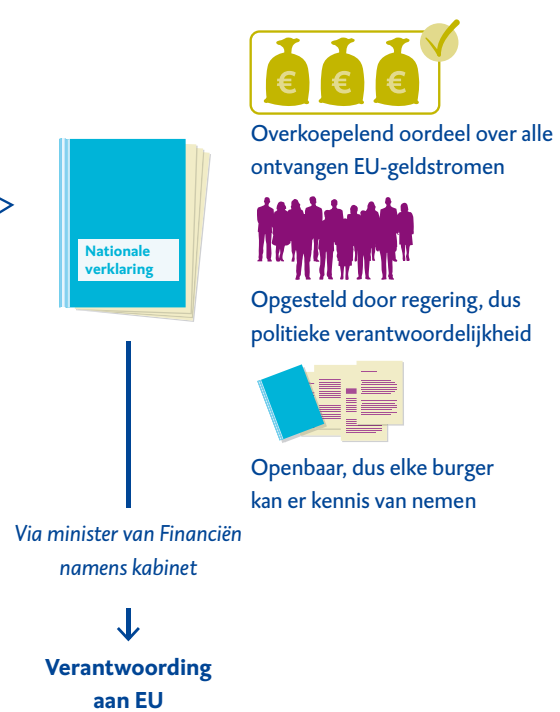 Nationale
verklaring
Overkoepelend oordeel over alle
ontvangen EU-geldstromen
Opgesteld door regering, dus
politieke verantwoordelijkheid
Openbaar, dus elke burger
kan er kennis van nemen
Via minister van Financiën
namens kabinet
Verantwoording
aan EU